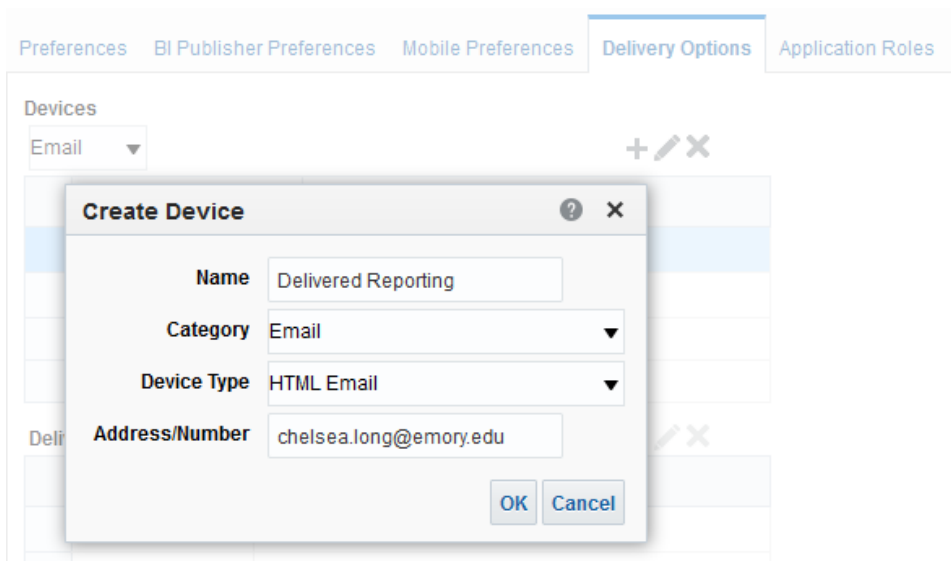 Preferences BI Publisher Preferences Mobile Preferences Delivery Options Application Roles
Devices
Email
Create Device
Name Delivered Reporting
Category Email
Device Type HTML Email
Address/Number chelsea.long@emory.edu
Deli
OK Cancel